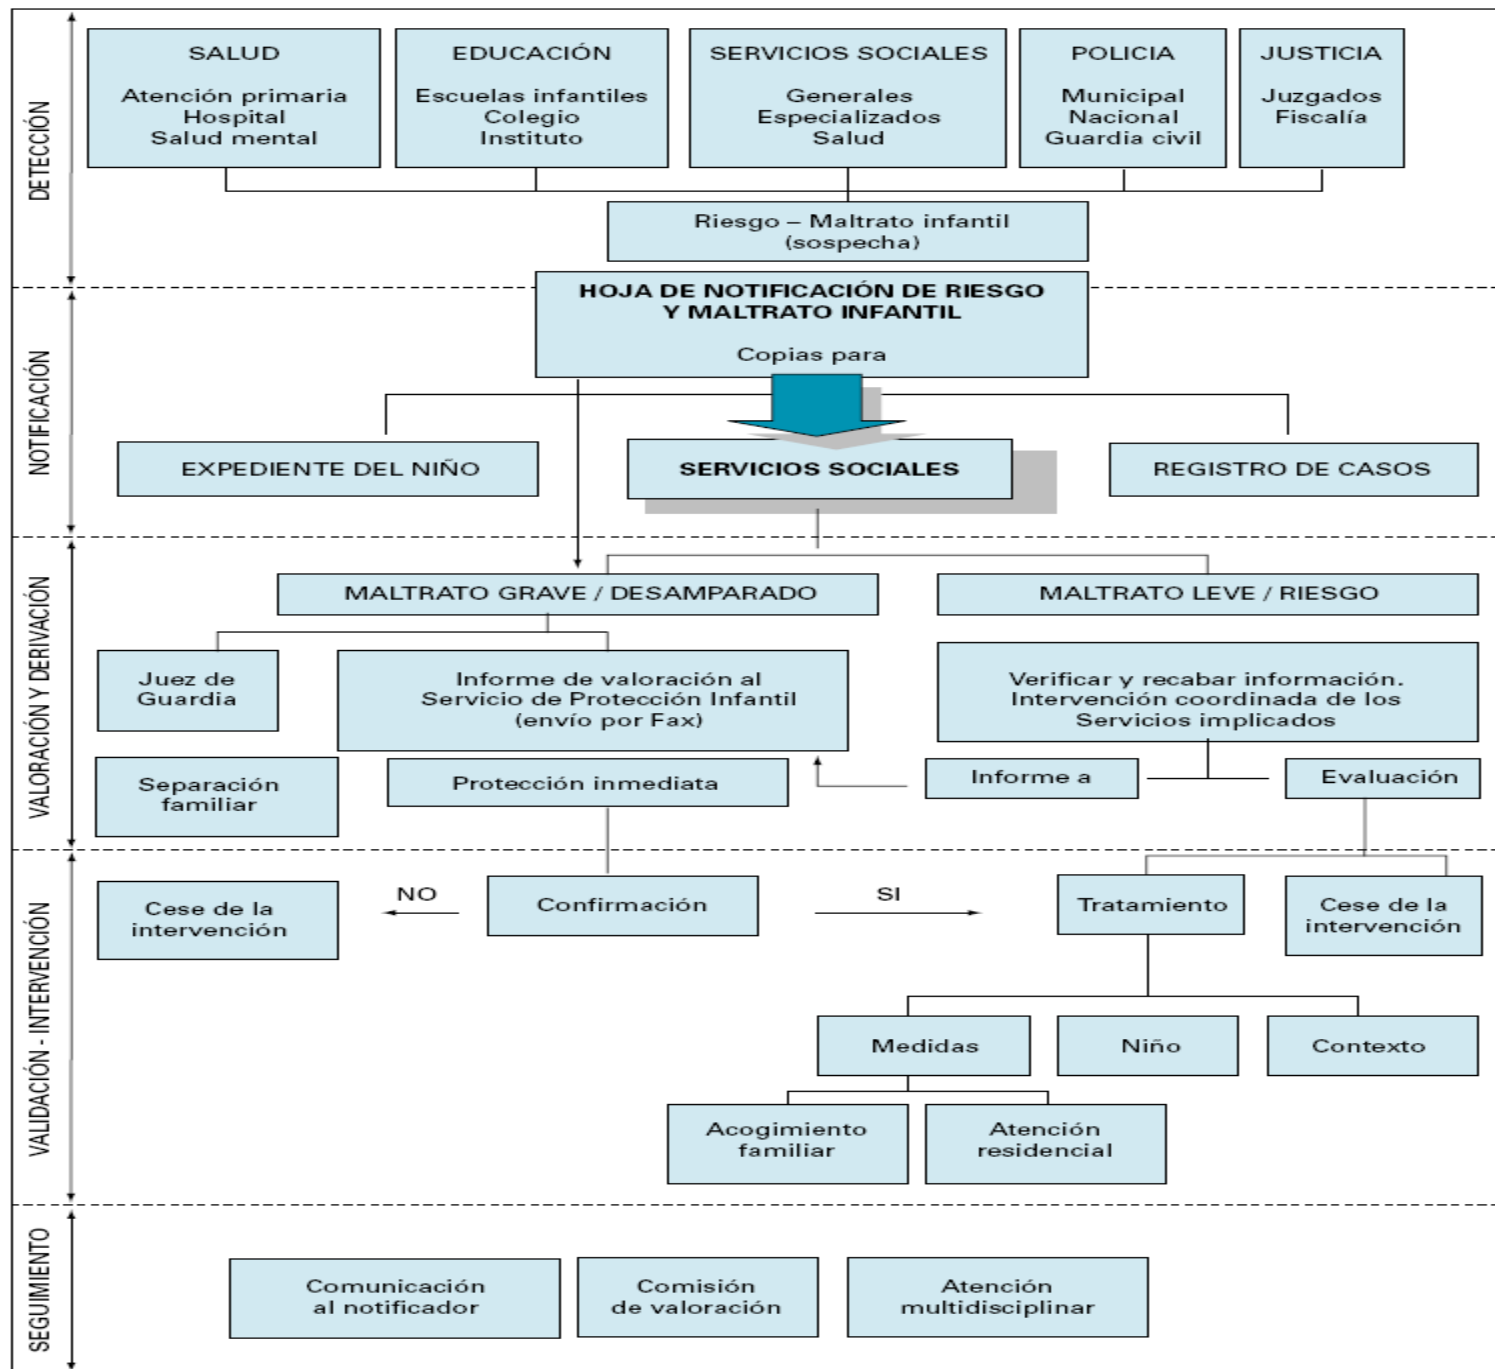 DETECCIÓN
SALUD
Atención primaria
Hospital
Salud mental
EDUCACIÓN
Escuelas infantiles
Colegio
Instituto
SERVICIOS SOCIALES
Generales
Especializados
Salud
POLICIA
Municipal
Nacional
Guardia civil
JUSTICIA
Juzgados
Fiscalía
Riesgo – Maltrato infantil
(sospecha)
NOTIFICACIÓN
HOJA DE NOTIFICACIÓN DE RIESGO
Y MALTRATO INFANTIL
Copias para
EXPEDIENTE DEL NIÑO
SERVICIOS SOCIALES
REGISTRO DE CASOS
VALORACIÓN Y DERIVACIÓN
MALTRATO GRAVE / DESAMPARADO
MALTRATO LEVE / RIESGO
Juez de
Guardia
Informe de valoración al
Servicio de Protección Infantil
(envío por Fax)
Verificar y recabar información.
Intervención coordinada de los
Servicios implicados
Separación
familiar
Protección inmediata
Informe a
Evaluación
VALIDACIÓN - INTERVENCIÓN
Cese de la
intervención
NO
Confirmación
SI
Tratamiento
Cese de la
intervención
Medidas
Niño
Contexto
Acogimiento
familiar
Atención
residencial
SEGUIMIENTO
Comunicación
al notificador
Comisión
de valoración
Atención
multidisciplinar